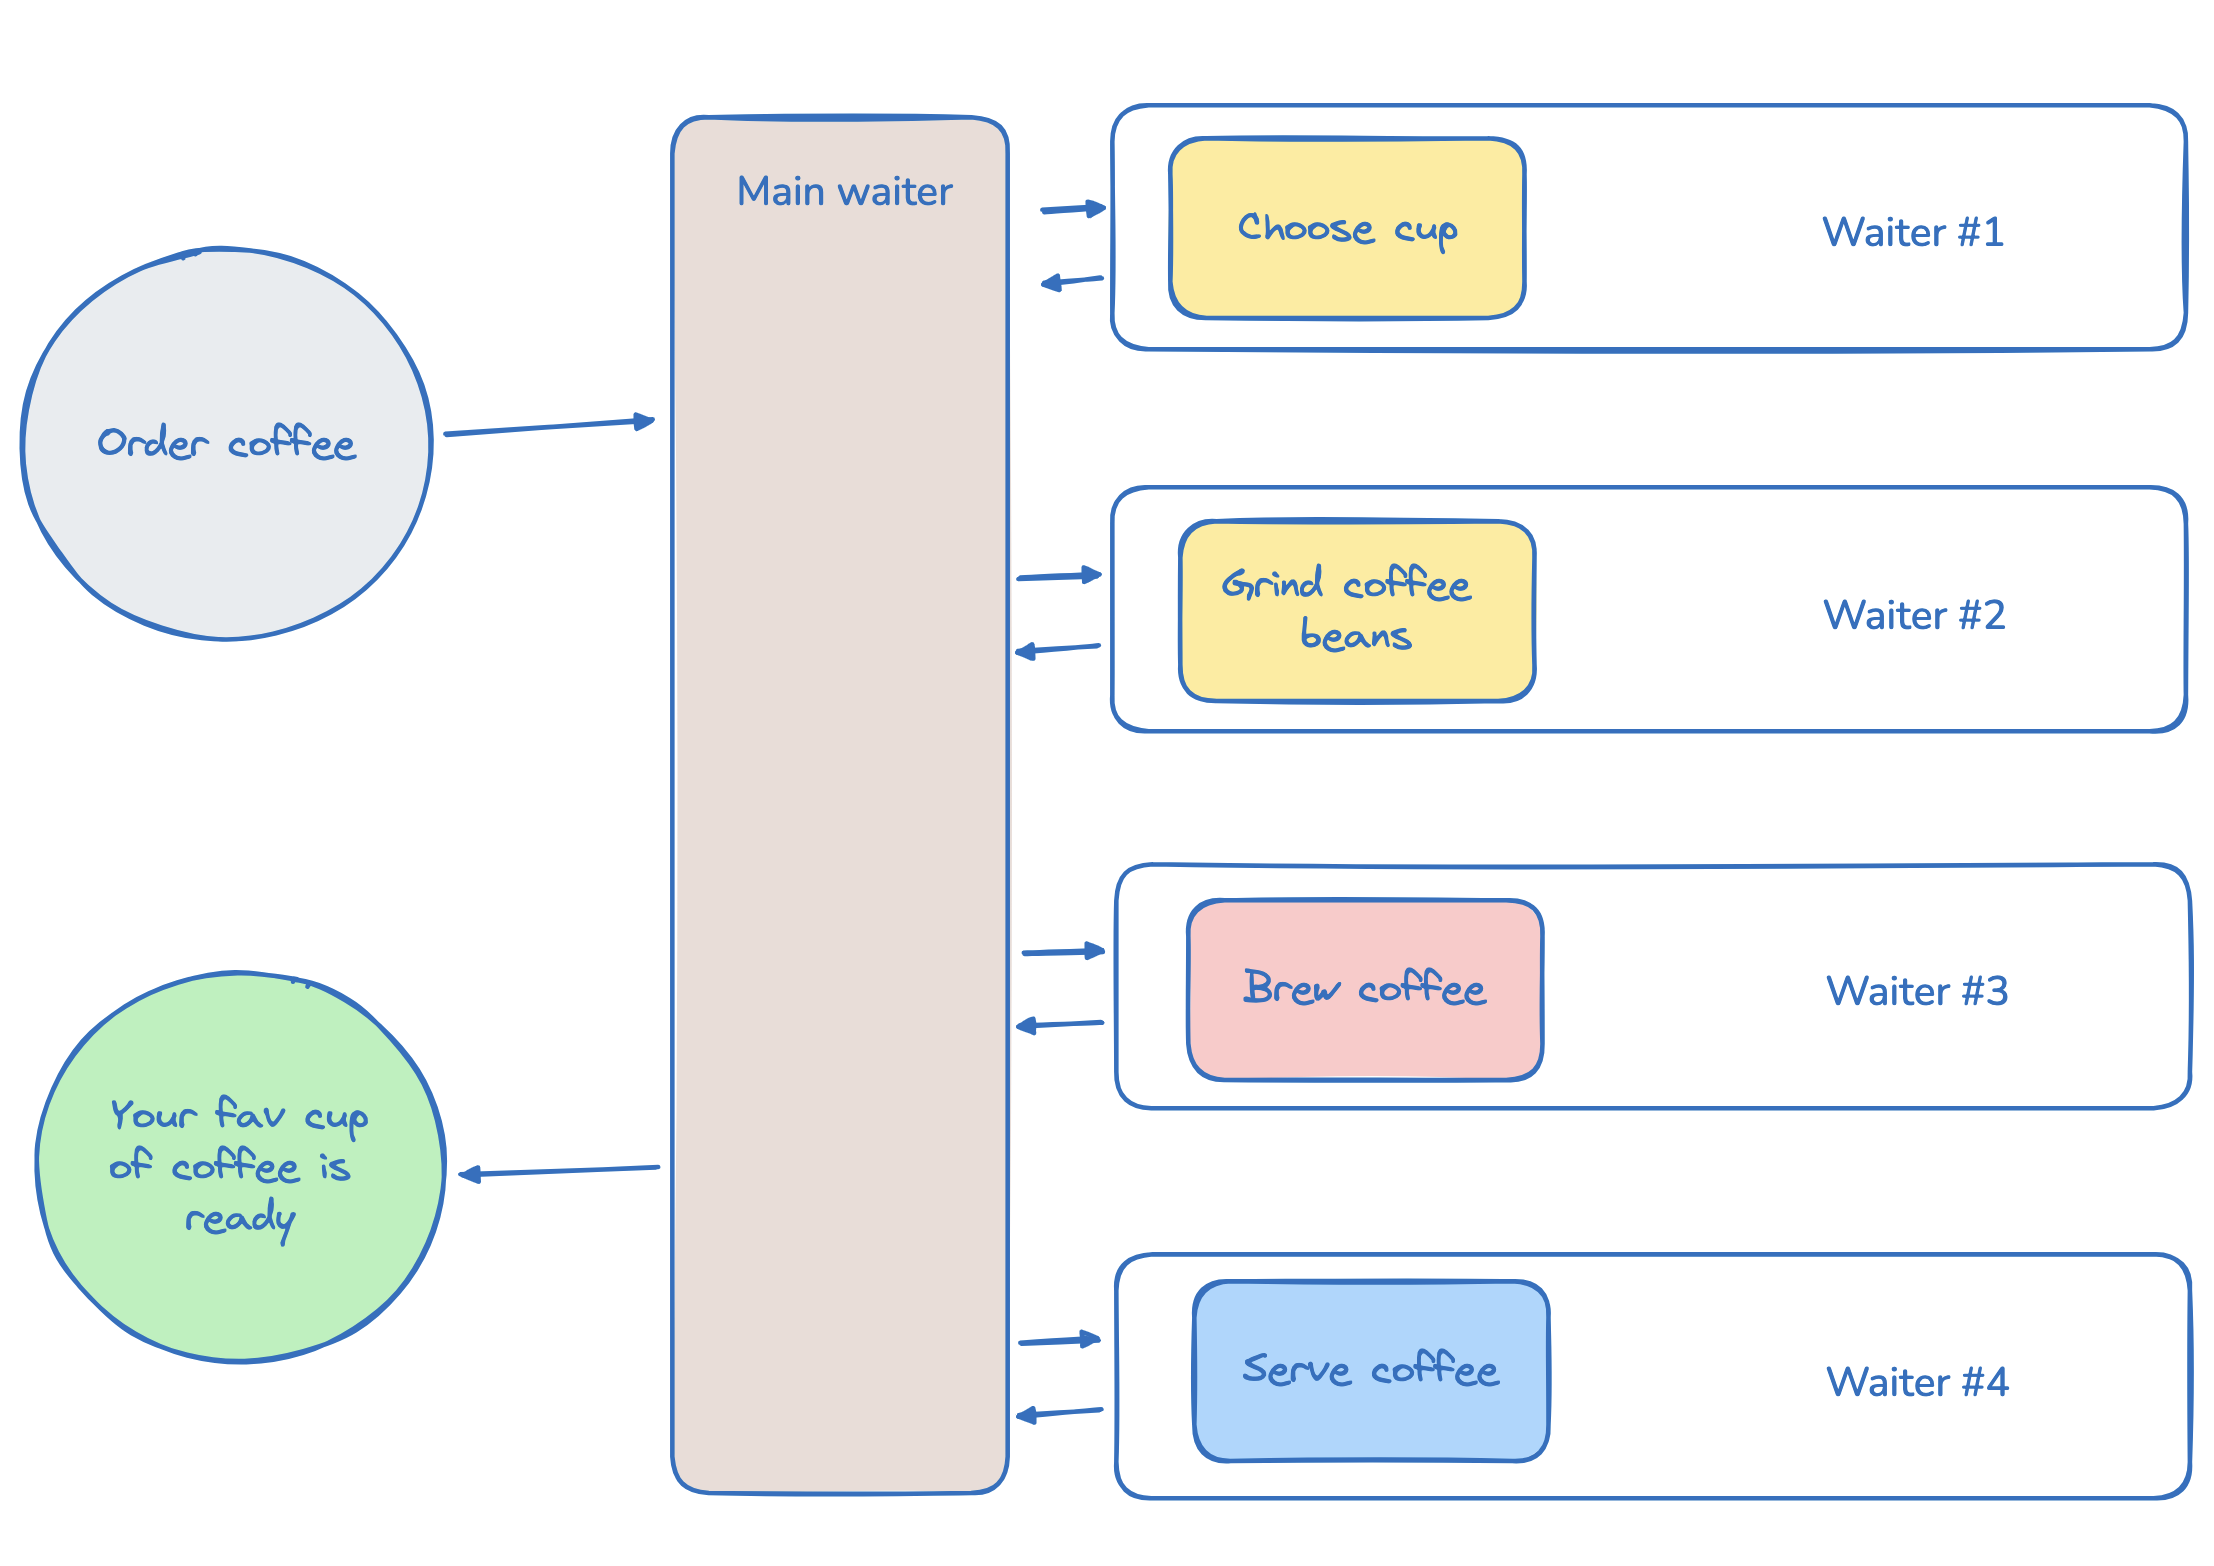 Main waiter
Choose cup
Waiter #1
Order coffee
Grind coffee
beans
Waiter #2
Brew coffee
Waiter #3
Your fav cup
of coffee is
ready
Serve coffee
Waiter #4